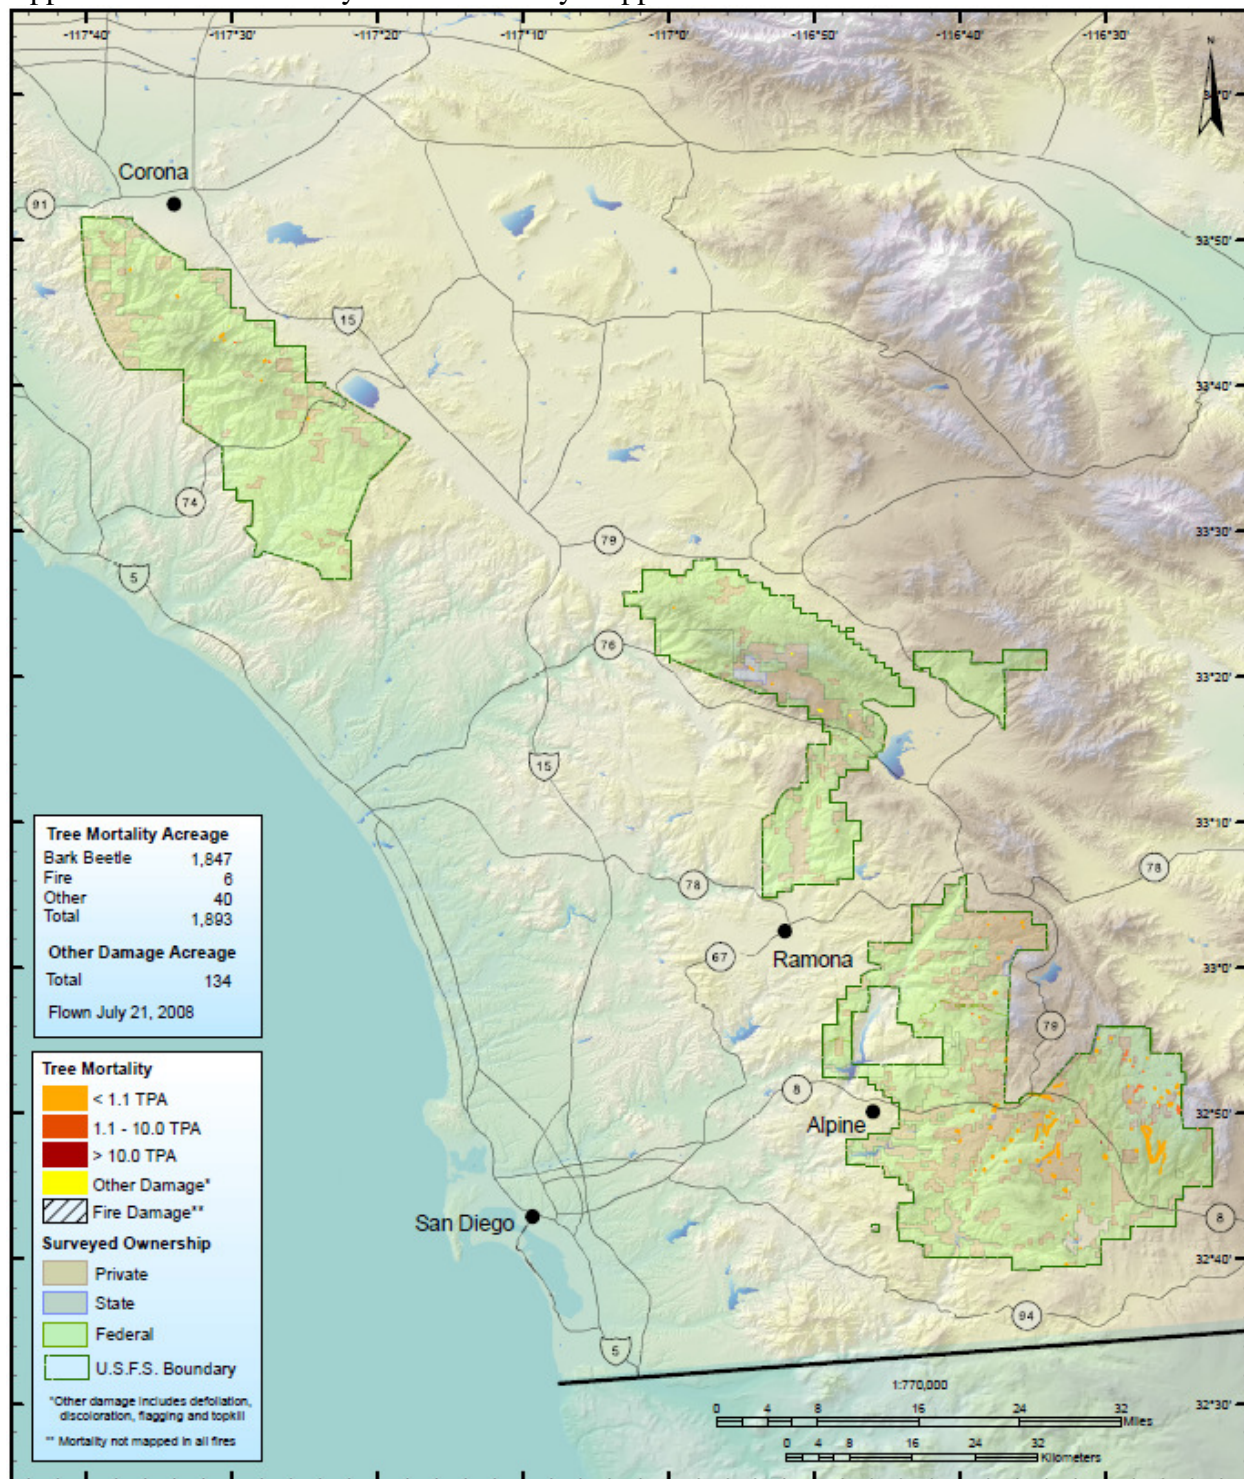 -117°40'
-117°30'
-117°20'
-117°10'
-117°0'
-116°50'
-116°40'
-116°30'
N
Corona
91
33°50'
15
33°40'
74
33°30'
79
5
76
33°20'
15
33°10'
78
78
Ramona
67
33°0'
79
8
Alpine
32°50'
San Diego
8
32°40'
94
5
32°30'
Tree Mortality Acreage
Bark Beetle 1,847
Fire 6
Other 40
Total 1,893
Other Damage Acreage
Total 134
Flown July 21, 2008
Tree Mortality
< 1.1 TPA
1.1 - 10.0 TPA
> 10.0 TPA
Other Damage*
Fire Damage**
Surveyed Ownership
Private
State
Federal
U.S.F.S. Boundary
*Other damage includes defoliation,
discoloration, flagging and topkill
** Mortality not mapped in all fires
1:770,000
0 4 8 16 24 32
Miles
0 4 8 16 24 32
Kilometers